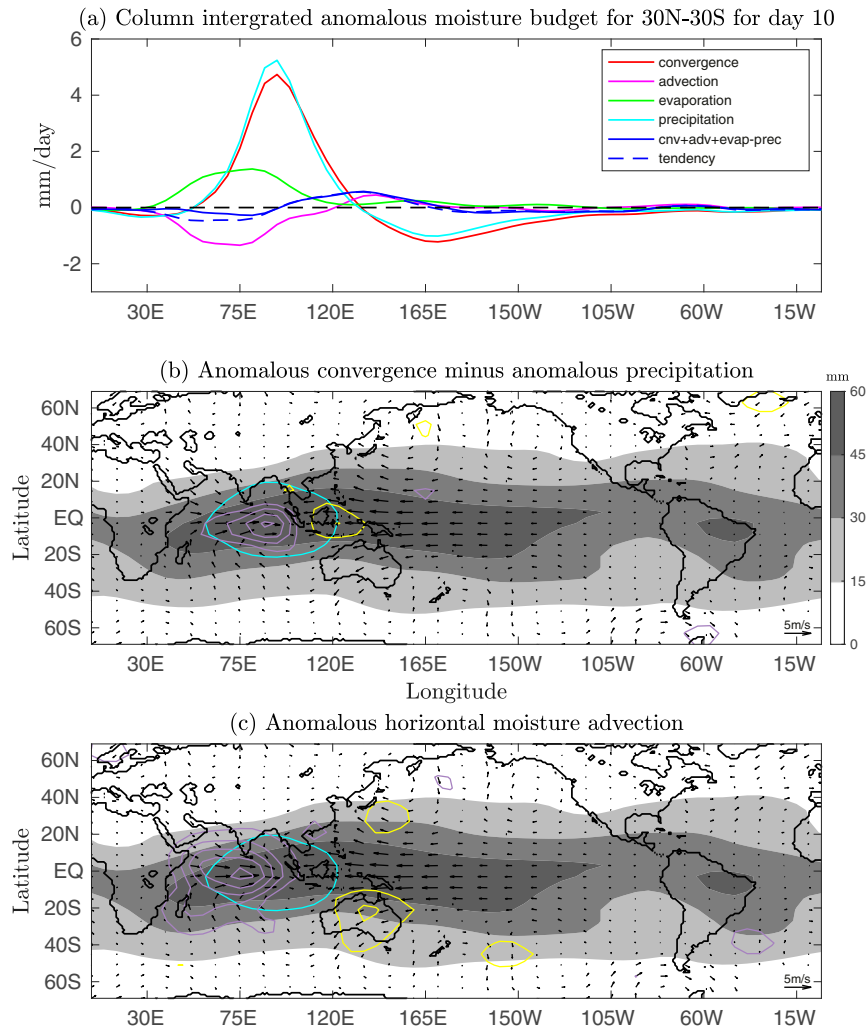 (a) Column intergrated anomalous moisture budget for 30N-30S for day 10
6
4
2
0
-2
mm/day
convergence
advection
evaporation
precipitation
cnv+adv+evap-prec
tendency
30E 75E 120E 165E 150W 105W 60W 15W
(b) Anomalous convergence minus anomalous precipitation
mm
60
45
30
15
0
60N
40N
20N
EQ
20S
40S
60S
Latitude
5m/s
30E 75E 120E 165E 150W 105W 60W 15W
Longitude
(c) Anomalous horizontal moisture advection
60N
40N
20N
EQ
20S
40S
60S
Latitude
5m/s
30E 75E 120E 165E 150W 105W 60W 15W